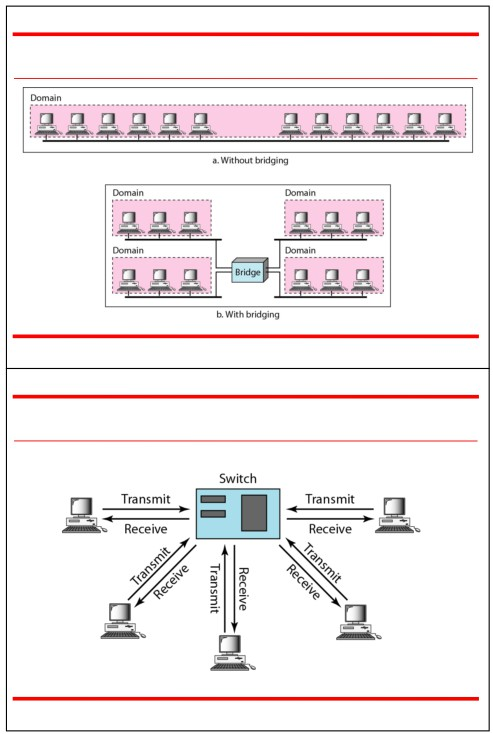 Domain
a. Without bridging
Domain
Domain
Domain
Domain
Bridge
b. With bridging
Switch
Transmit
Receive
Transmit
Receive
Transmit
Receive
Transmit
Receive
Transmit
Receive